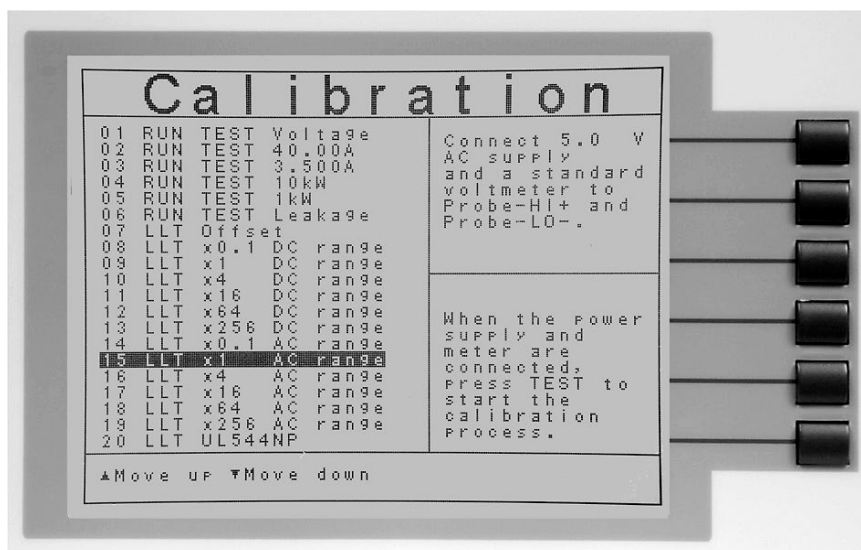 Calibration
01 RUN TEST Voltage
02 RUN TEST 40.00A
03 RUN TEST 3.500A
04 RUN TEST 10kW
05 RUN TEST 1kW
06 RUN TEST Leakage
07 LLT Offset
08 LLT x0.1 DC range
09 LLT x1 DC range
10 LLT x4 DC range
11 LLT x16 DC range
12 LLT x64 DC range
13 LLT x256 DC range
14 LLT x0.1 AC range
15 LLT x1 AC range
16 LLT x4 AC range
17 LLT x16 AC range
18 LLT x64 AC range
19 LLT x256 AC range
20 LLT UL544NP
Connect 5.0 V
AC supply
and a standard
voltmeter to
Probe-HI+ and
Probe-LO-.
When the power
supply and
meter are
connected,
press TEST to
start the
calibration
process.
▲Move up ▼Move down